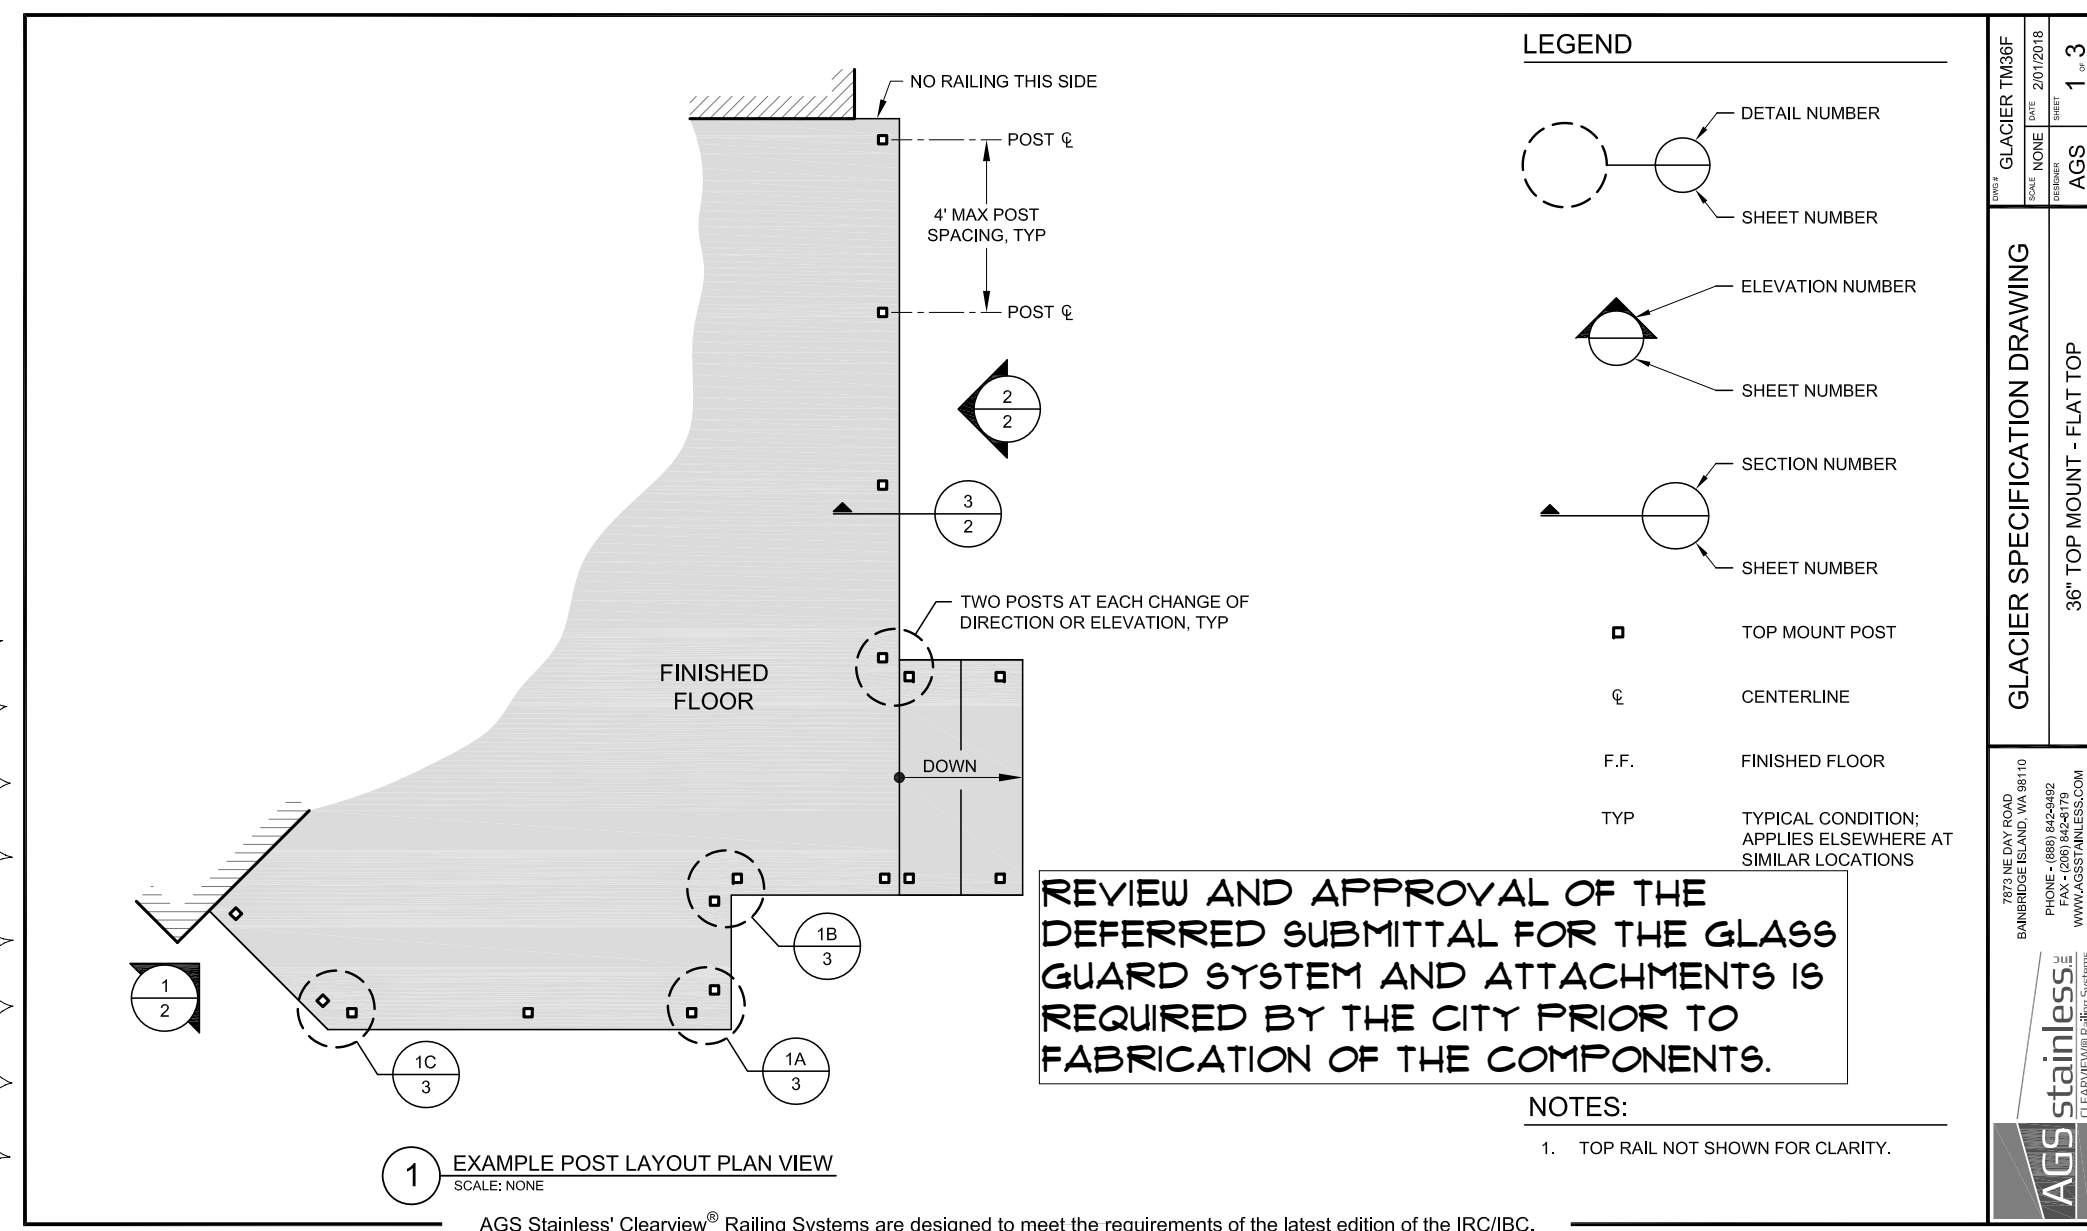 NO RAILING THIS SIDE
POST ℄
4' MAX POST
SPACING, TYP
POST ℄
2
2
3
2
TWO POSTS AT EACH CHANGE OF
DIRECTION OR ELEVATION, TYP
FINISHED
FLOOR
DOWN
1B
3
1
2
1C
3
1A
3
1
EXAMPLE POST LAYOUT PLAN VIEW
SCALE: NONE
LEGEND
DETAIL NUMBER
SHEET NUMBER
ELEVATION NUMBER
SHEET NUMBER
SECTION NUMBER
SHEET NUMBER
TOP MOUNT POST
℄ CENTERLINE
F.F. FINISHED FLOOR
TYP TYPICAL CONDITION;
APPLIES ELSEWHERE AT
SIMILAR LOCATIONS
REVIEW AND APPROVAL OF THE
DEFERRED SUBMITTAL FOR THE GLASS
GUARD SYSTEM AND ATTACHMENTS IS
REQUIRED BY THE CITY PRIOR TO
FABRICATION OF THE COMPONENTS.
NOTES:
1. TOP RAIL NOT SHOWN FOR CLARITY.
AGS Stainless' Clearview® Railing Systems are designed to meet the requirements of the latest edition of the IRC/IBC.
DWG # GLACIER TM36F
SCALE NONE DATE 2/01/2018
DESIGNER AGS SHEET 1 OF 3
GLACIER SPECIFICATION DRAWING
36" TOP MOUNT - FLAT TOP
7873 NE DAY ROAD
BAINBRIDGE ISLAND, WA 98110
PHONE - (888) 842-9492
FAX - (206) 842-8179
WWW.AGSSTAINLESS.COM
AGS stainless INC
CLEARVIEW® Railing Systems